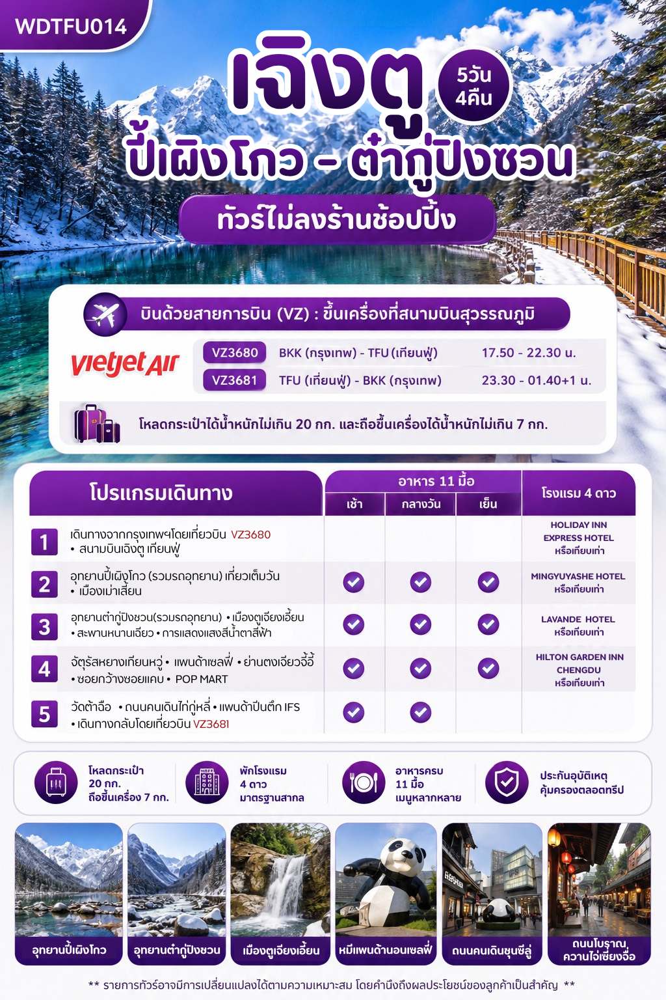 WDTFU014
เฉิงตู
5วัน
4คืน
ปี้เผิงโกว – ต๋ากู่ปิงชวน
ทัวร์ไม่ลงร้านช้อปปิ้ง
บินด้วยสายการบิน (VZ) : ขึ้นเครื่องที่สนามบินสุวรรณภูมิ
vietjet Air
VZ3680 BKK (กรุงเทพ) - TFU (เทียนฟู่) 17.50 - 22.30 น.
VZ3681 TFU (เทียนฟู่) - BKK (กรุงเทพ) 23.30 - 01.40+1 น.
โหลดกระเป๋าได้น้ำหนักไม่เกิน 20 กก. และถือขึ้นเครื่องได้น้ำหนักไม่เกิน 7 กก.
โปรแกรมเดินทาง
อาหาร 11 มื้อ
เช้า กลางวัน เย็น
โรงแรม 4 ดาว
1
เดินทางจากกรุงเทพฯโดยเที่ยวบิน VZ3680
• สนามบินเฉิงตู เทียนฟู่
HOLIDAY INN
EXPRESS HOTEL
หรือเทียบเท่า
2
อุทยานปี้เผิงโกว (รวมรถอุทยาน) เที่ยวเต็มวัน
• เมืองเม่าเสี้ยน
MINGYUYASHE HOTEL
หรือเทียบเท่า
3
อุทยานต๋ากู่ปิงชวน(รวมรถอุทยาน) • เมืองตูเจียงเอี้ยน
• สะพานหนานเฉียว • การแสดงแสงสีน้ำตาสีฟ้า
LAVANDE HOTEL
หรือเทียบเท่า
4
จัตุรัสหยางเทียนหวู่ • แพนด้าเซลฟี่ • ย่านตงเจียวจี้อี้
• ซอยกว้างซอยแคบ • POP MART
HILTON GARDEN INN
CHENGDU
หรือเทียบเท่า
5
วัดต้าฉือ • ถนนคนเดินไท่กู่หลี่ • แพนด้าปีนตึก IFS
• เดินทางกลับโดยเที่ยวบิน VZ3681
โหลดกระเป๋า
20 กก.
ถือขึ้นเครื่อง 7 กก.
พักโรงแรม
4 ดาว
มาตรฐานสากล
อาหารครบ
11 มื้อ
เมนูหลากหลาย
ประกันอุบัติเหตุ
คุ้มครองตลอดทริป
IFS
อุทยานปี้เผิงโกว
อุทยานต๋ากู่ปิงชวน
เมืองตูเจียงเอี้ยน
หมีแพนด้านอนเซลฟี่
ถนนคนเดินชุนซีลู่
ถนนโบราณ
ควานไจ่เซี่ยงจื่อ
** รายการทัวร์อาจมีการเปลี่ยนแปลงได้ตามความเหมาะสม โดยคำนึงถึงผลประโยชน์ของลูกค้าเป็นสำคัญ **